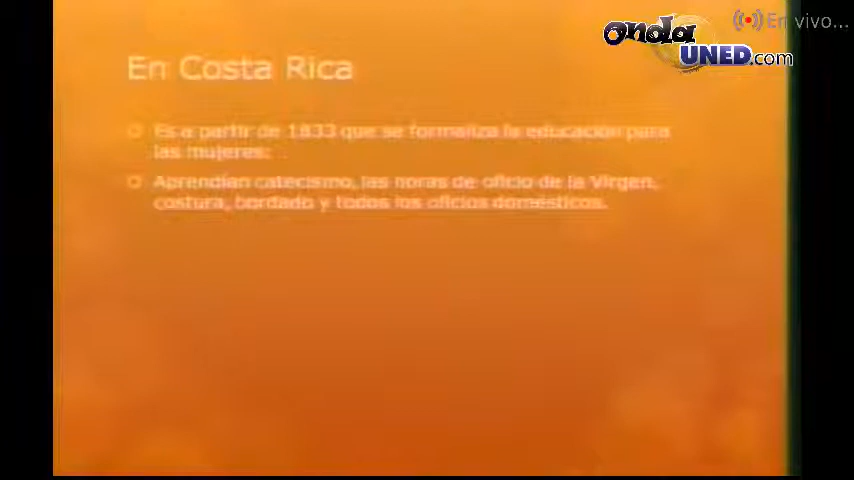 onda
UNED.com
En vivo...
En Costa Rica
Es a partir de 1833 que se formaliza la educación para
las mujeres:
Aprendían catecismo, las horas de oficio de la Virgen,
costura, bordado y todos los oficios domésticos.